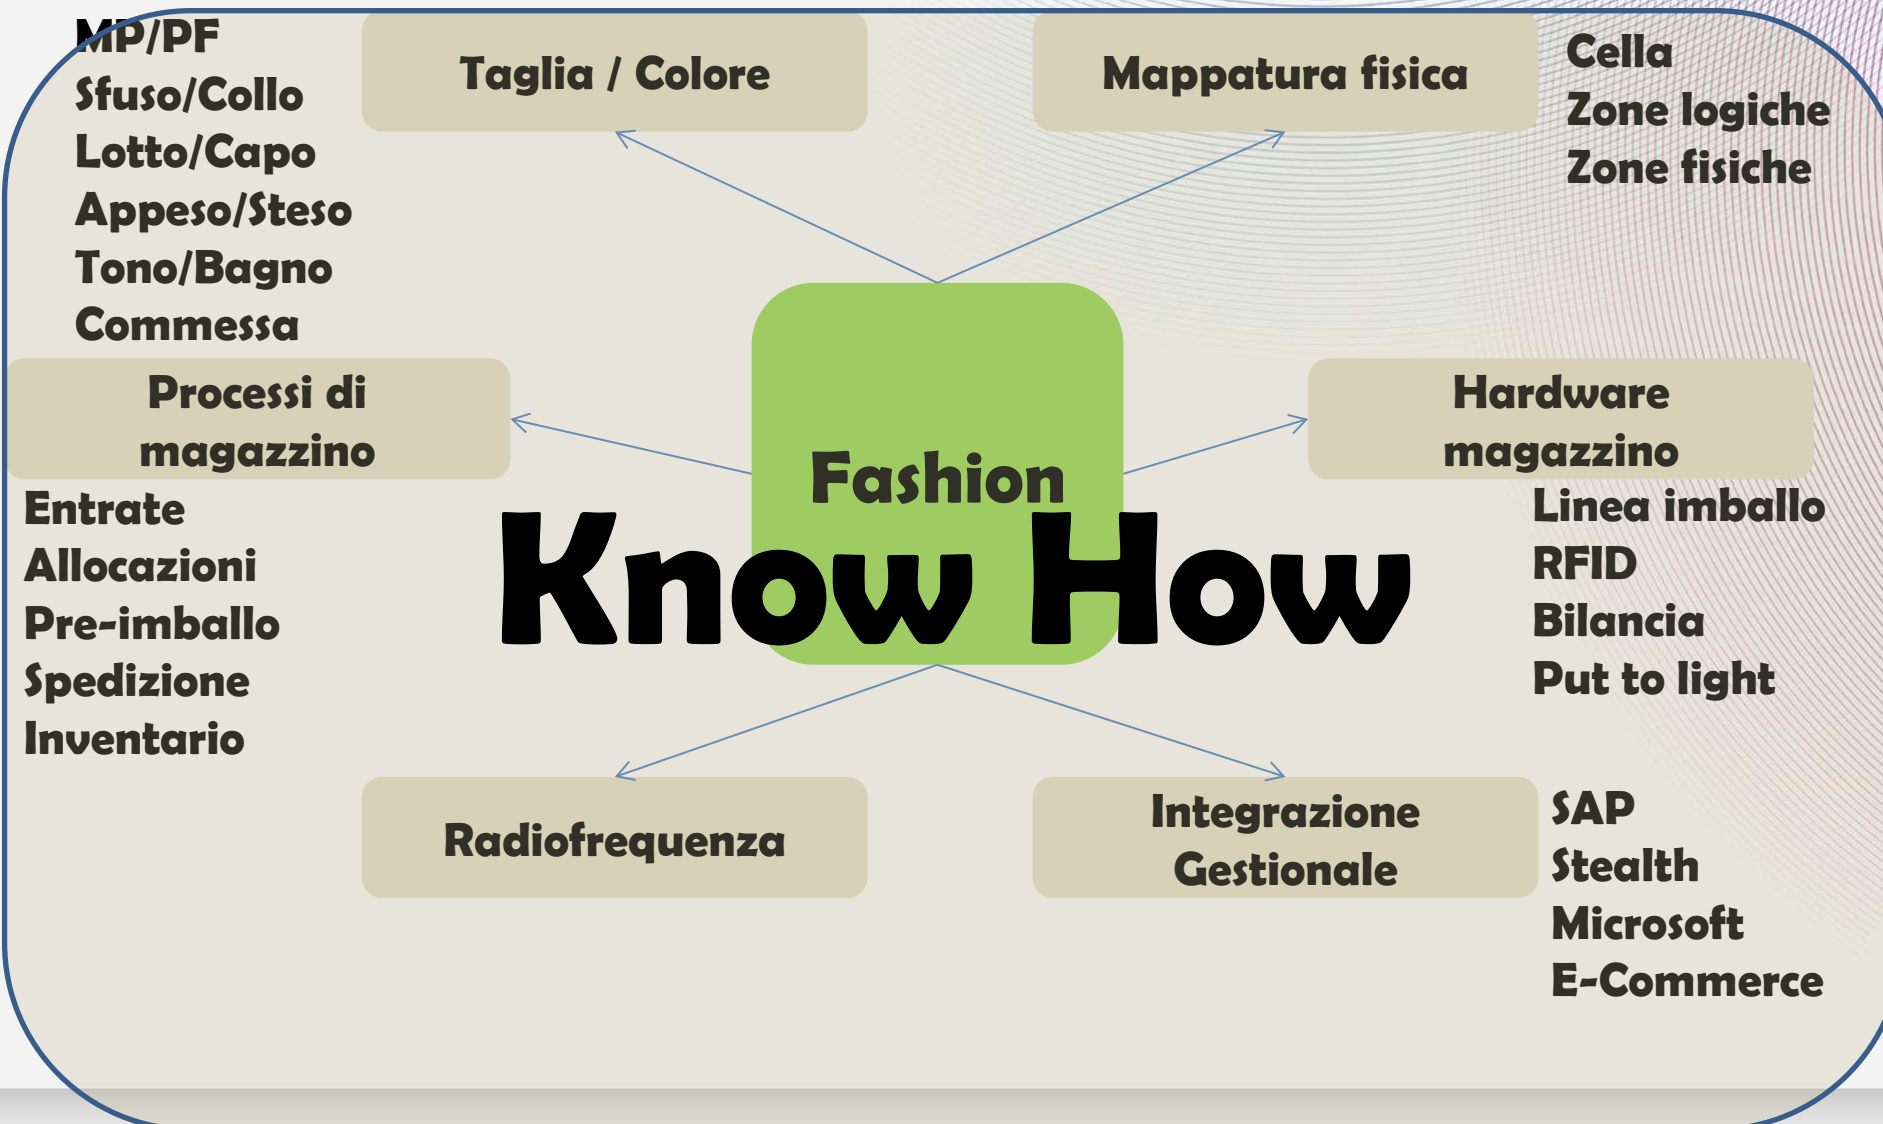 MP/PF
Sfuso/Collo
Lotto/Capo
Appeso/Steso
Tono/Bagno
Commessa
Taglia / Colore
Mappatura fisica
Cella
Zone logiche
Zone fisiche
Processi di
magazzino
Entrate
Allocazioni
Pre-imballo
Spedizione
Inventario
Fashion
Know How
Hardware
magazzino
Linea imballo
RFID
Bilancia
Put to light
Radiofrequenza
Integrazione
Gestionale
SAP
Stealth
Microsoft
E-Commerce